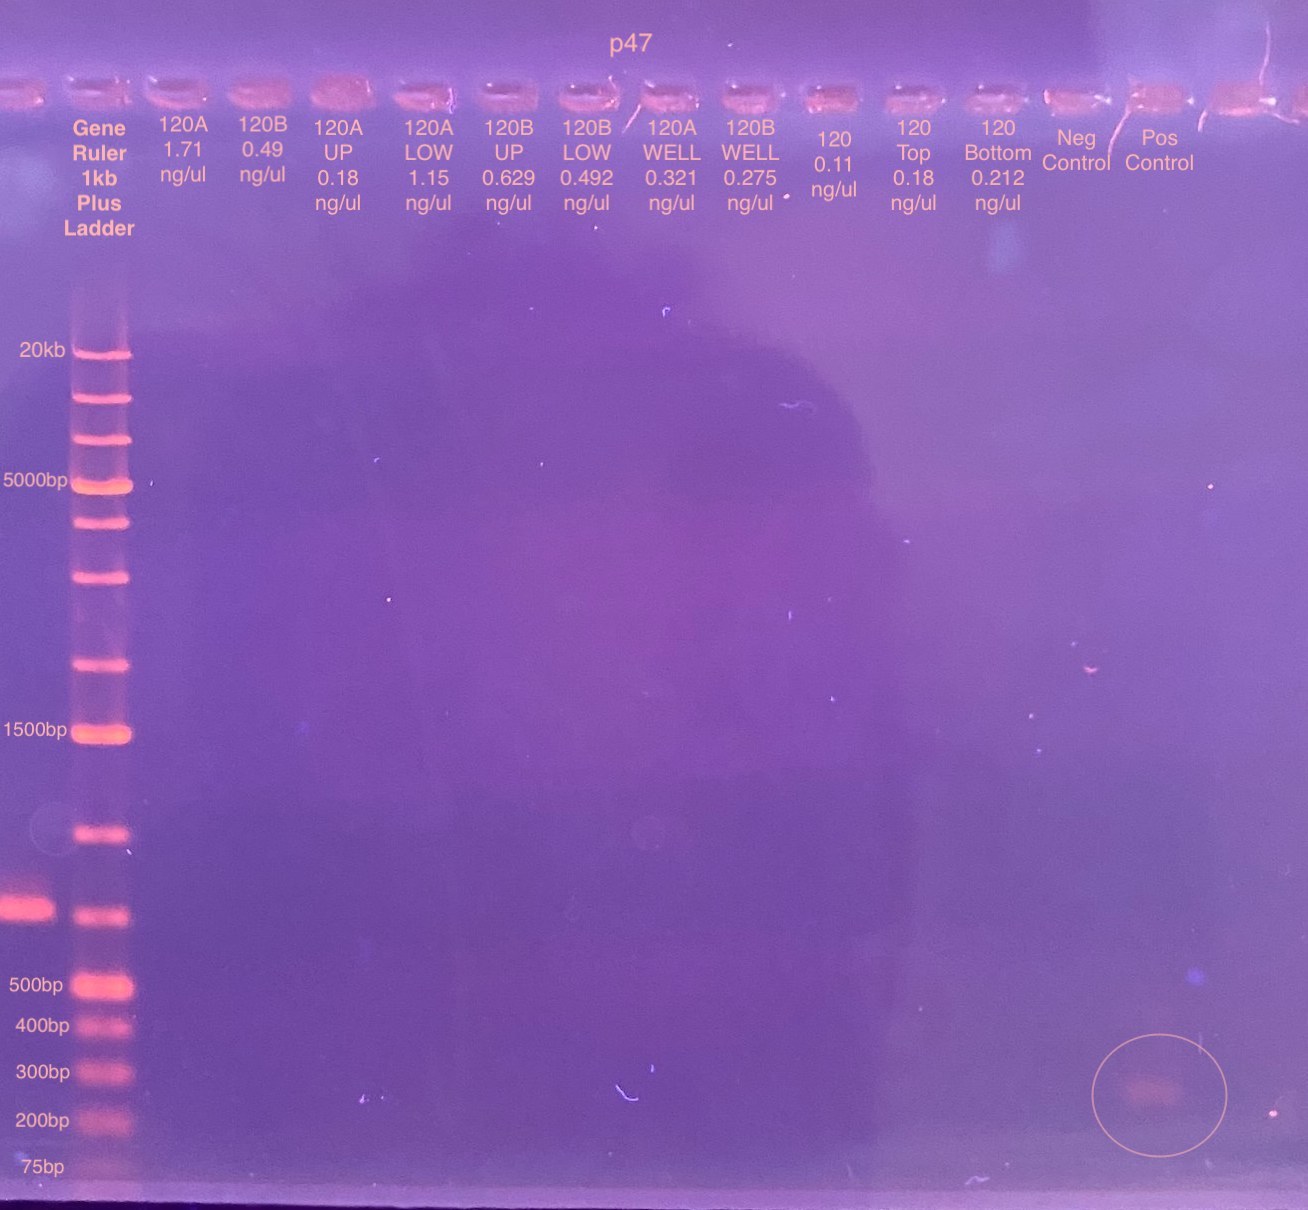 p47
Gene
Ruler
1kb
Plus
Ladder
120A
1.71
ng/ul
120B
0.49
ng/ul
120A
UP
0.18
ng/ul
120A
LOW
1.15
ng/ul
120B
UP
0.629
ng/ul
120B
LOW
0.492
ng/ul
120A
WELL
0.321
ng/ul
120B
WELL
0.275
ng/ul
120
0.11
ng/ul
120
Top
0.18
ng/ul
120
Bottom
0.212
ng/ul
Neg
Control
Pos
Control
20kb
5000bp
1500bp
500bp
400bp
300bp
200bp
75bp